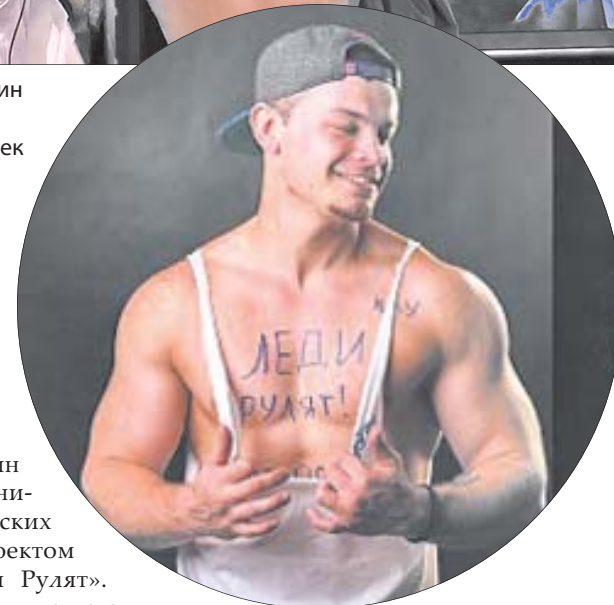 ин
ек
ЛЕДИ
РУЛЯТ!
ин
ни-
ских
ректом
Рулят».